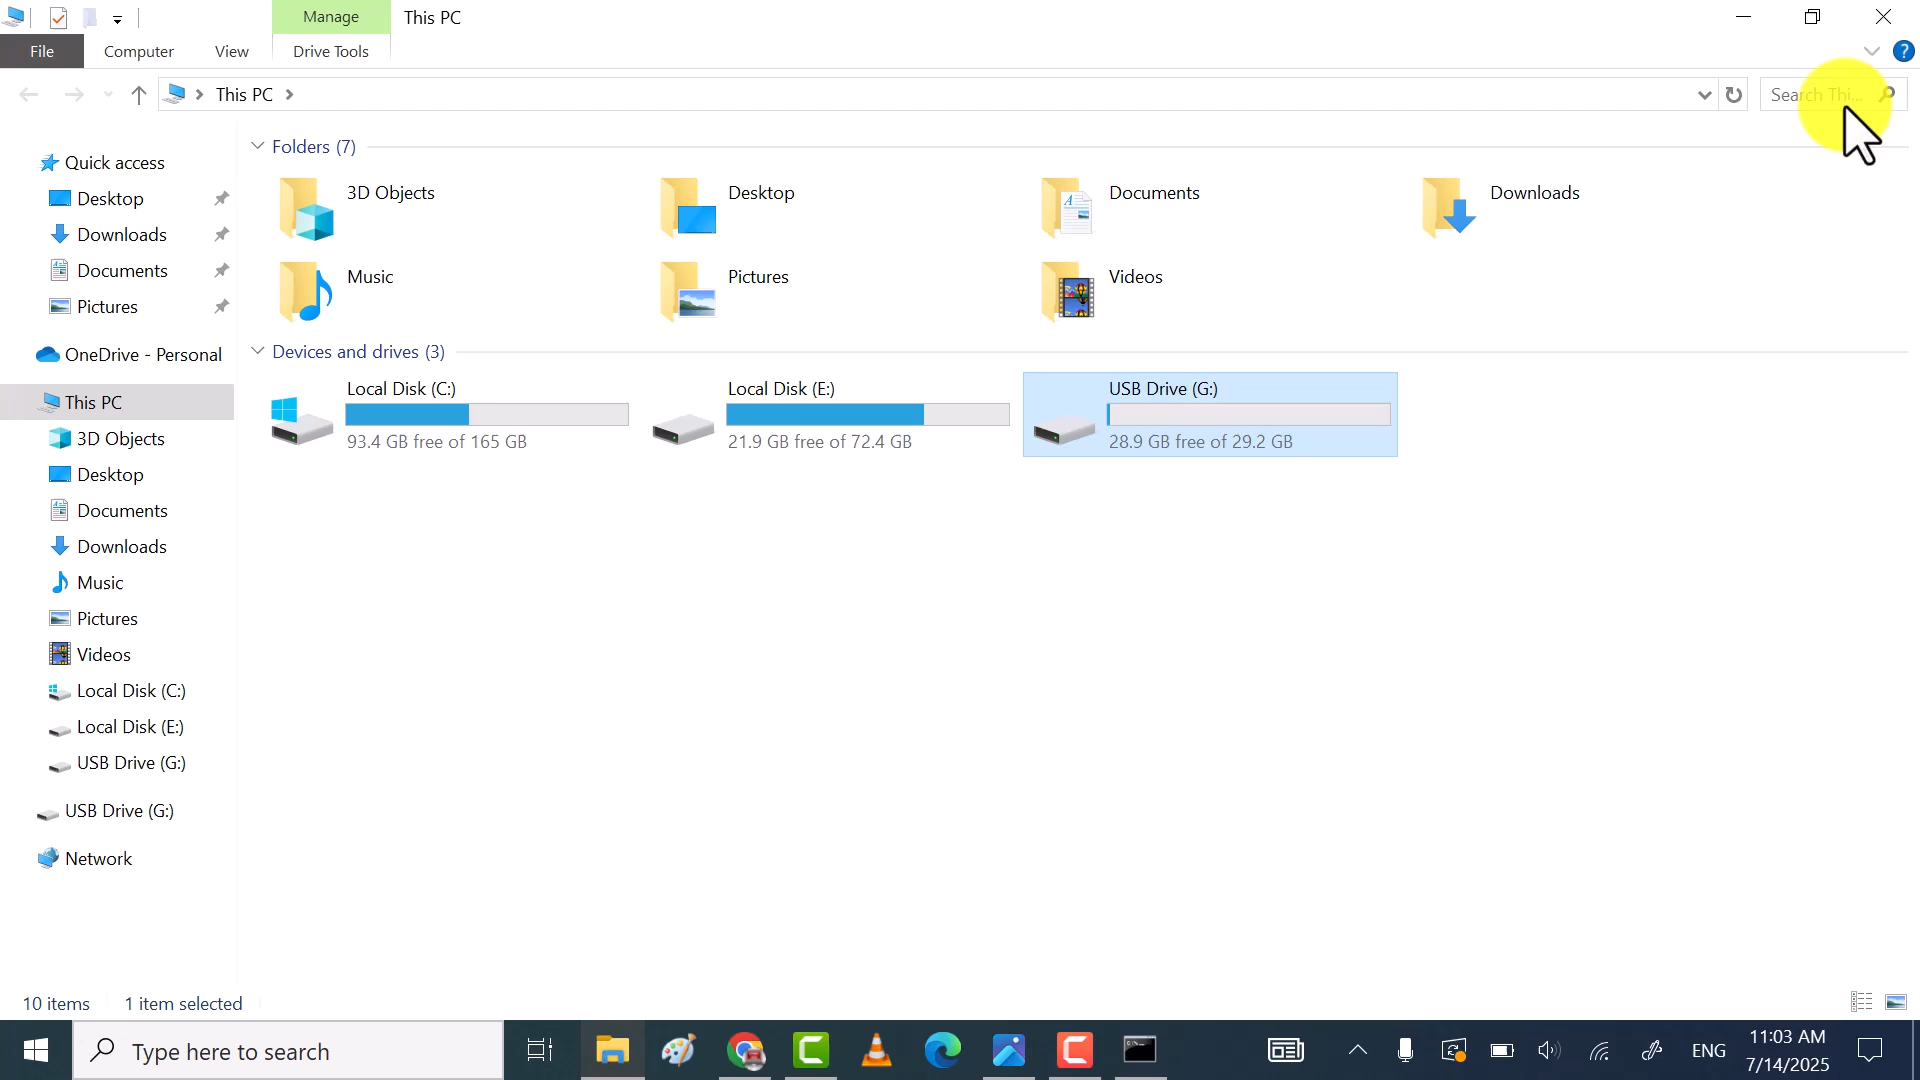 Manage
This PC
File
Computer
View
Drive Tools
This PC
Search Thi...
Quick access
Desktop
Downloads
Documents
Pictures
OneDrive - Personal
This PC
3D Objects
Desktop
Documents
Downloads
Music
Pictures
Videos
Local Disk (C:)
Local Disk (E:)
USB Drive (G:)
USB Drive (G:)
Network
Folders (7)
3D Objects
Desktop
Documents
Downloads
Music
Pictures
Videos
Devices and drives (3)
Local Disk (C:)
93.4 GB free of 165 GB
Local Disk (E:)
21.9 GB free of 72.4 GB
USB Drive (G:)
28.9 GB free of 29.2 GB
10 items
1 item selected
Type here to search
ENG
11:03 AM
7/14/2025